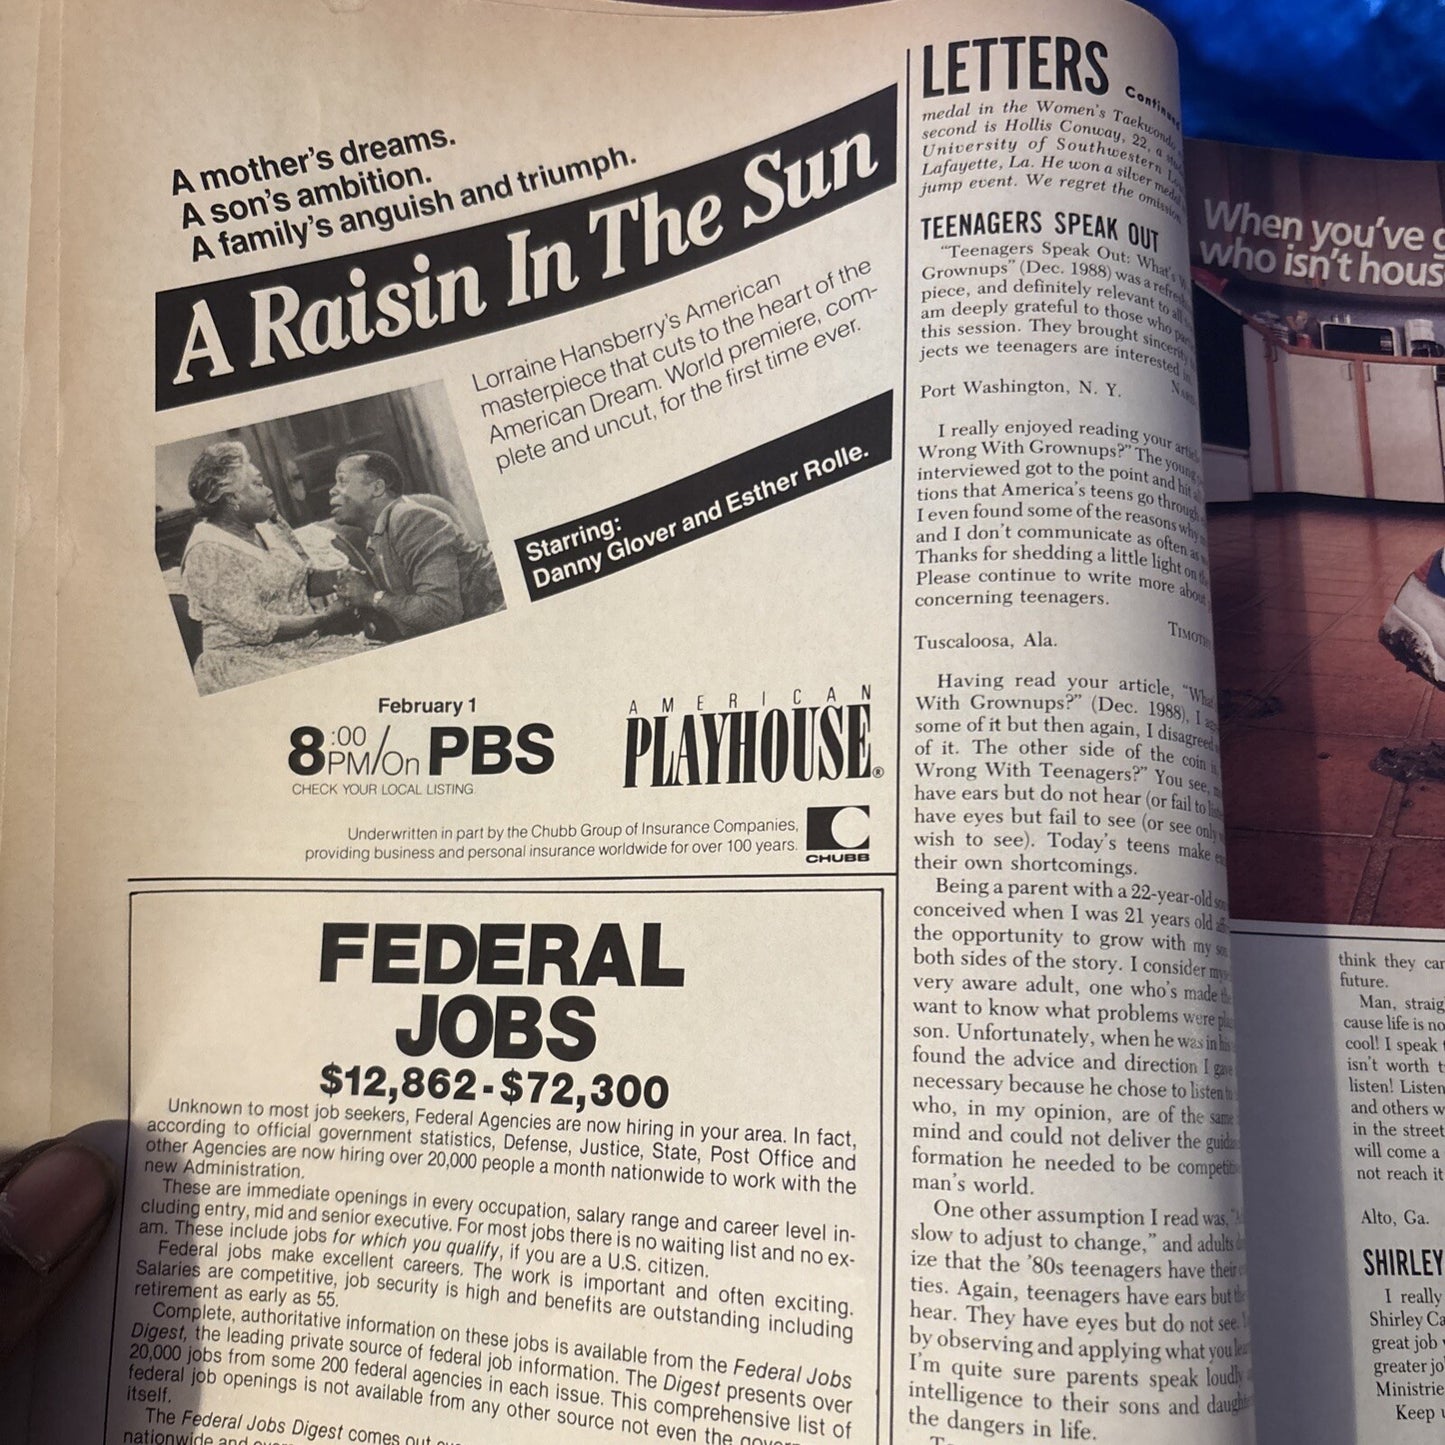 A mother's dreams.
A son's ambition.
A family's anguish and triumph.
A Raisin In The Sun
Lorraine Hansberry's American
masterpiece that cuts to the heart of the
American Dream. World premiere, com-
plete and uncut, for the first time ever.
Starring:
Danny Glover and Esther Rolle.
February 1
8:00 PM/On PBS
CHECK YOUR LOCAL LISTING
AMERICAN
PLAYHOUSE®
Underwritten in part by the Chubb Group of Insurance Companies,
providing business and personal insurance worldwide for over 100 years.
CHUBB
FEDERAL
JOBS
$12,862-$72,300
Unknown to most job seekers, Federal Agencies are now hiring in your area. In fact,
according to official government statistics, Defense, Justice, State, Post Office and
other Agencies are now hiring over 20,000 people a month nationwide to work with the
new Administration.
These are immediate openings in every occupation, salary range and career level in-
cluding entry, mid and senior executive. For most jobs there is no waiting list and no ex-
am. These include jobs for which you qualify, if you are a U.S. citizen.
Federal jobs make excellent careers. The work is important and often exciting.
Salaries are competitive, job security is high and benefits are outstanding including
retirement as early as 55.
Complete, authoritative information on these jobs is available from the Federal Jobs
Digest, the leading private source of federal job information. The Digest presents over
20,000 jobs from some 200 federal agencies in each issue. This comprehensive list of
federal job openings is not available from any other source not even the
itself.
The Federal Jobs Digest comes
nationwide and
LETTERS Continued
medal in the Women's Taekwondo
second is Hollis Conway, 22, a
University of Southwestern
Lafayette, La. He won a silver medal
jump event. We regret the omission.
TEENAGERS SPEAK OUT
"Teenagers Speak Out: What's
Grownups" (Dec. 1988) was a
piece, and definitely relevant to all
am deeply grateful to those who
this session. They brought sincerity
jects we teenagers are interested in.
Port Washington, N. Y.
I really enjoyed reading your
Wrong With Grownups?" The young
interviewed got to the point and hit
tions that America's teens go through
I even found some of the reasons why
and I don't communicate as often as
Thanks for shedding a little light on
Please continue to write more about
concerning teenagers.
Tuscaloosa, Ala.
Having read your article,
With Grownups?" (Dec. 1988), I
some of it but then again, I disagreed
of it. The other side of the coin is
Wrong With Teenagers?" You see,
have ears but do not hear (or fail to
have eyes but fail to see (or see only
wish to see). Today's teens make
their own shortcomings.
Being a parent with a 22-year-old
conceived when I was 21 years old
the opportunity to grow with my son
both sides of the story. I consider
very aware adult, one who's made
want to know what problems were
son. Unfortunately, when he was in his
found the advice and direction I gave
necessary because he chose to listen to
who, in my opinion, are of the same
mind and could not deliver the
formation he needed to be
man's world.
One other assumption I read was,
slow to adjust to change," and adults
ize that the '80s teenagers have their
ties. Again, teenagers have ears but
hear. They have eyes but do not see.
by observing and applying what you
I'm quite sure parents speak loudly
intelligence to their sons and
the dangers in life.
When you've
who isn't
think they
future.
Man,
cause life is
cool! I speak
isn't worth
listen! Listen
and others
in the street
will come a
not reach it
Alto, Ga.
SHIRLEY
I really
Shirley
great job
greater
Keep